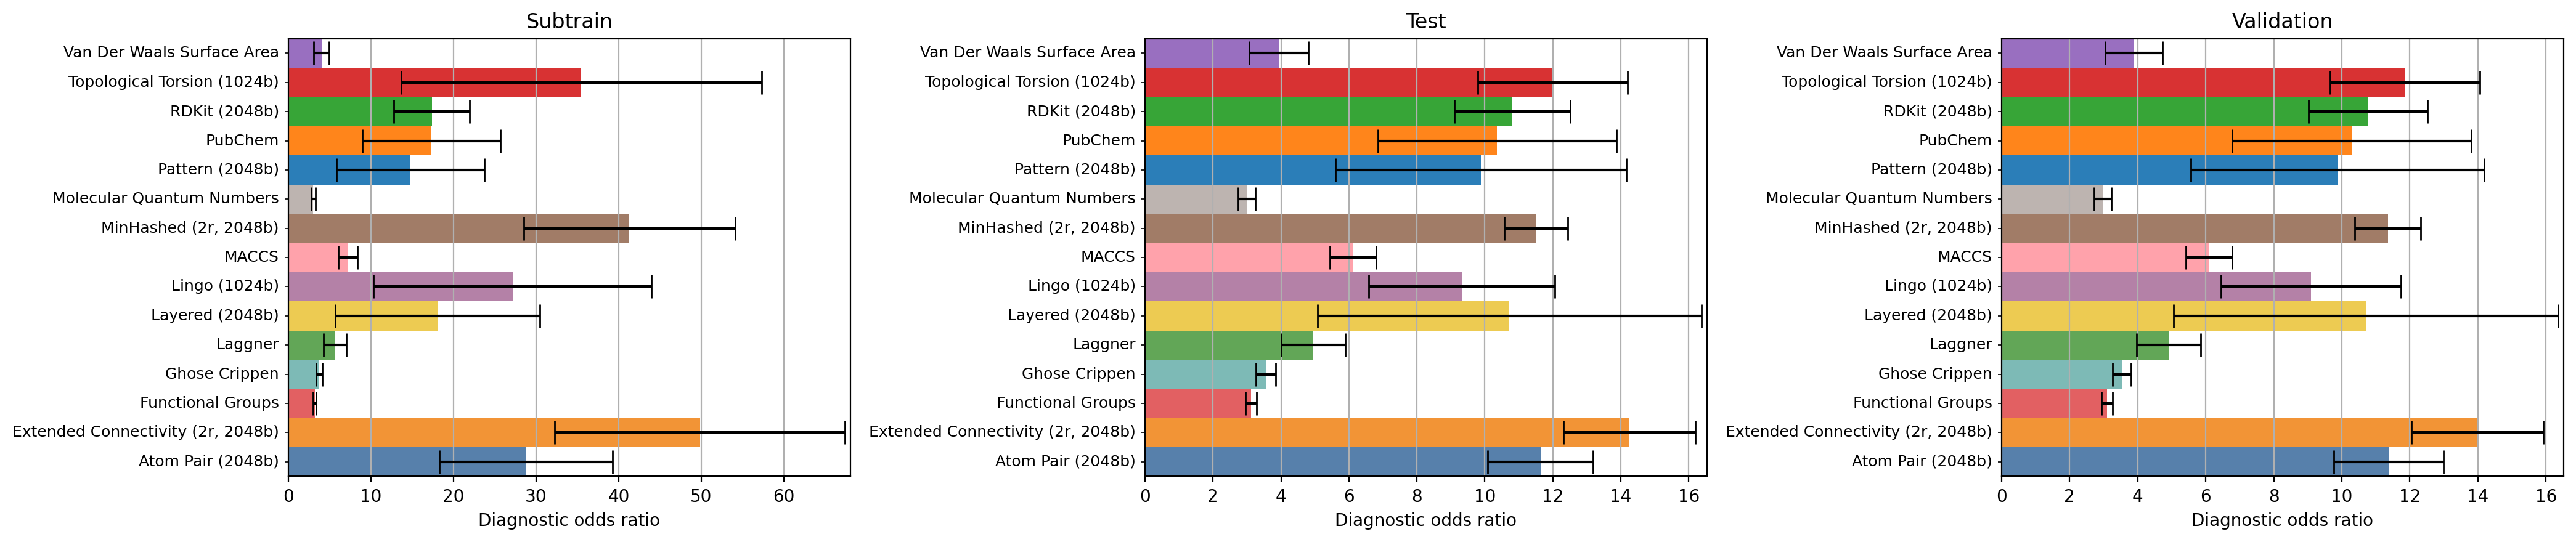 Subtrain
Van Der Waals Surface Area
Topological Torsion (1024b)
RDKit (2048b)
PubChem
Pattern (2048b)
Molecular Quantum Numbers
MinHashed (2r, 2048b)
MACCS
Lingo (1024b)
Layered (2048b)
Laggner
Ghose Crippen
Functional Groups
Extended Connectivity (2r, 2048b)
Atom Pair (2048b)
0 10 20 30 40 50 60
Diagnostic odds ratio
Test
Van Der Waals Surface Area
Topological Torsion (1024b)
RDKit (2048b)
PubChem
Pattern (2048b)
Molecular Quantum Numbers
MinHashed (2r, 2048b)
MACCS
Lingo (1024b)
Layered (2048b)
Laggner
Ghose Crippen
Functional Groups
Extended Connectivity (2r, 2048b)
Atom Pair (2048b)
0 2 4 6 8 10 12 14 16
Diagnostic odds ratio
Validation
Van Der Waals Surface Area
Topological Torsion (1024b)
RDKit (2048b)
PubChem
Pattern (2048b)
Molecular Quantum Numbers
MinHashed (2r, 2048b)
MACCS
Lingo (1024b)
Layered (2048b)
Laggner
Ghose Crippen
Functional Groups
Extended Connectivity (2r, 2048b)
Atom Pair (2048b)
0 2 4 6 8 10 12 14 16
Diagnostic odds ratio